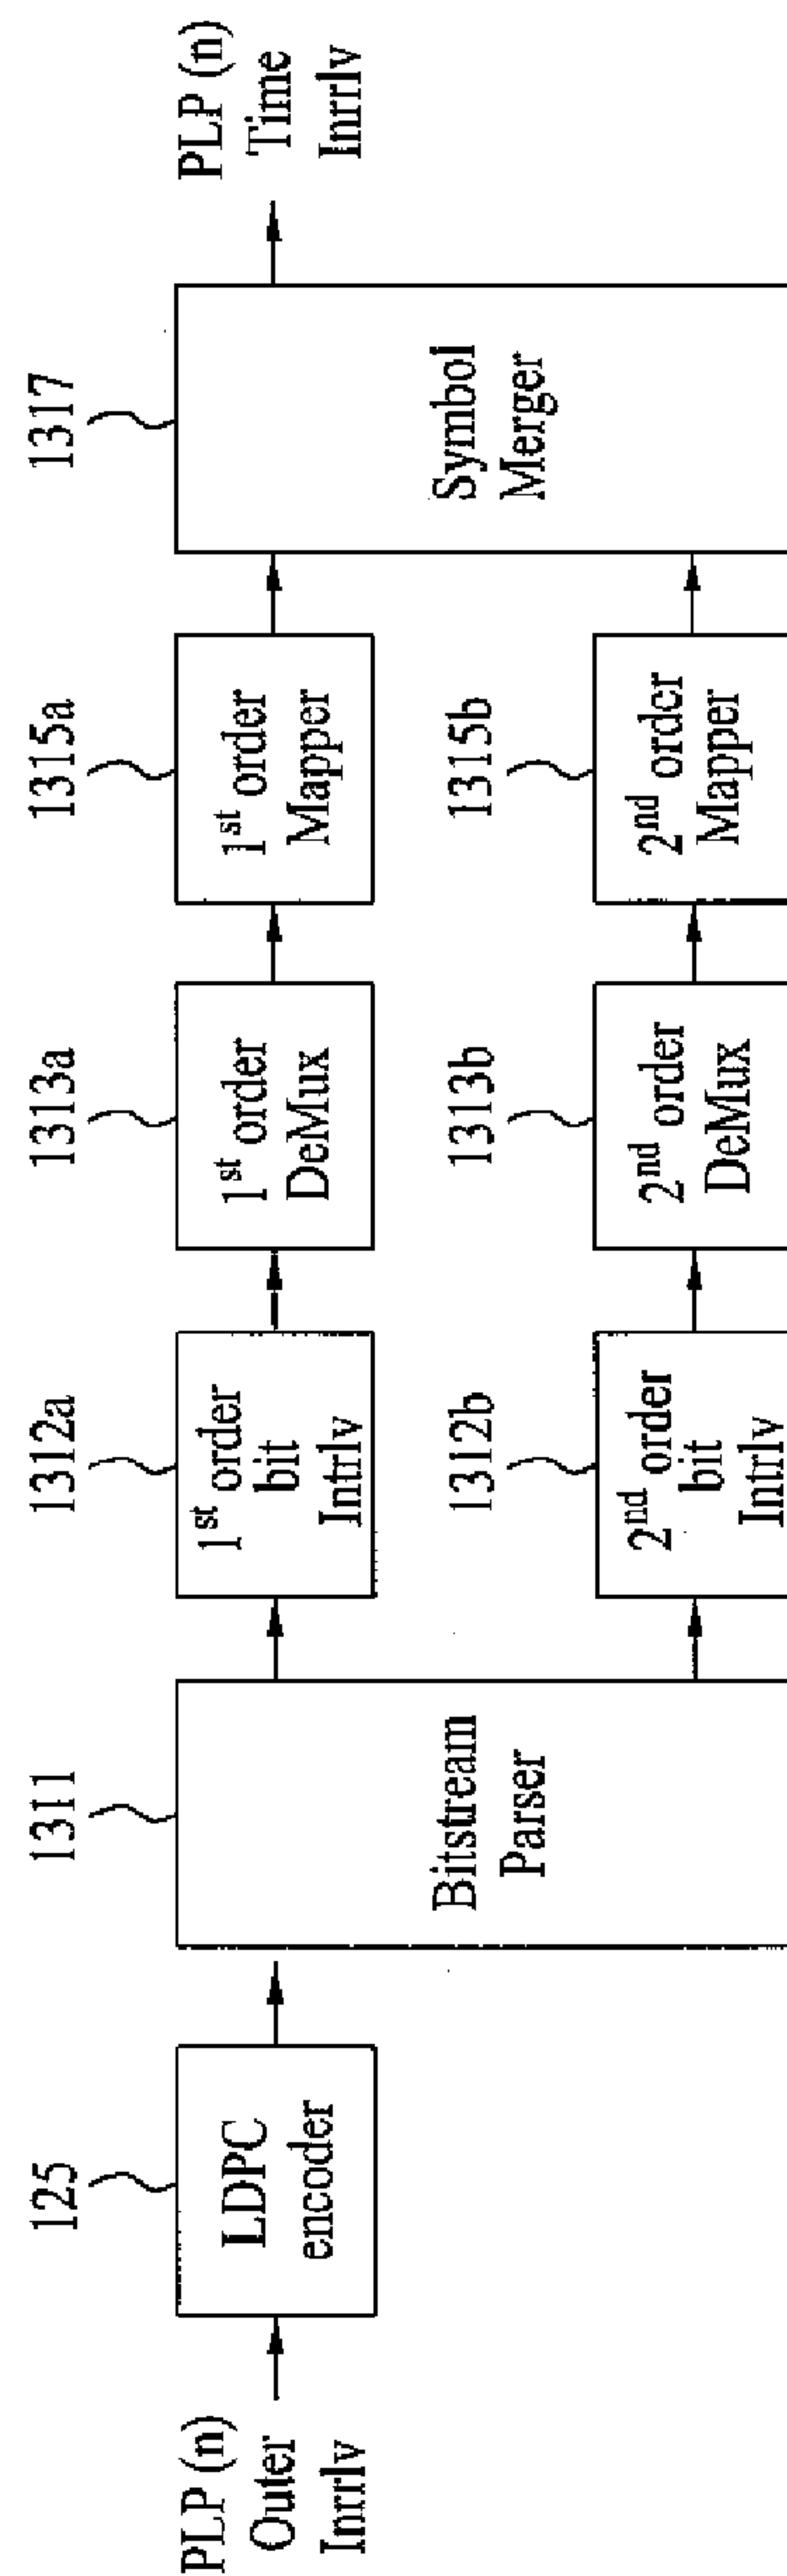 PLP (n)
Outer
Inrrlv
125
LDPC
encoder
1311
Bitstream
Parser
1312a
1st order
bit
Intrlv
1313a
1st order
DeMux
1315a
1st order
Mapper
1312b
2nd order
bit
Intrlv
1313b
2nd order
DeMux
1315b
2nd order
Mapper
1317
Symbol
Merger
PLP (n)
Time
Inrrlv